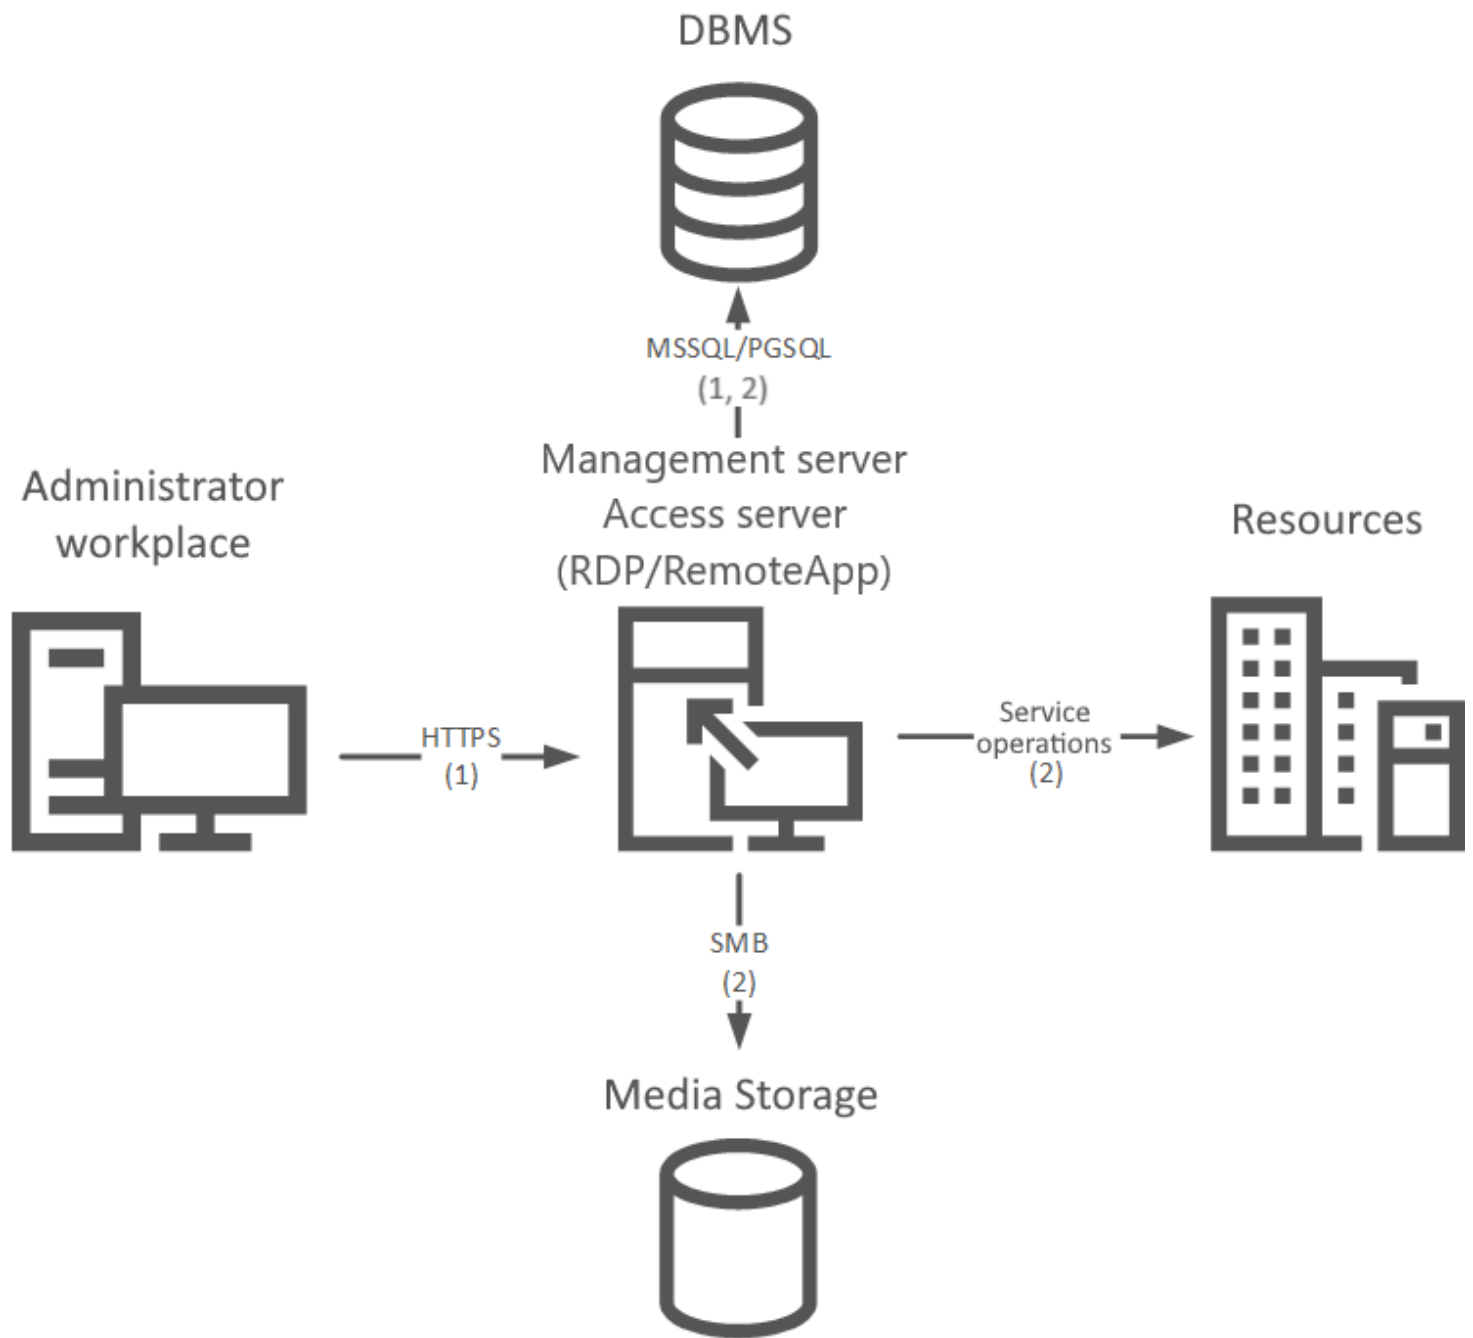 DBMS
MSSQL/PGSQL
(1, 2)
Management server
Access server
(RDP/RemoteApp)
Administrator
workplace
Resources
HTTPS
(1)
Service
operations
(2)
SMB
(2)
Media Storage